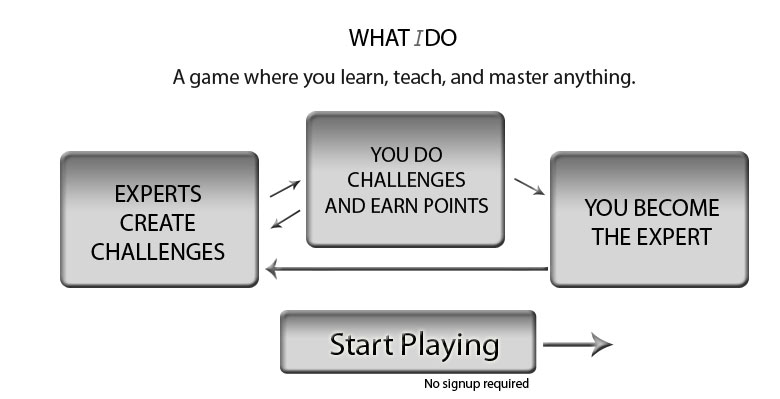 WHAT I DO
A game where you learn, teach, and master anything.
YOU DO
CHALLENGES
AND EARN POINTS
EXPERTS
CREATE
CHALLENGES
YOU BECOME
THE EXPERT
Start Playing
No signup required